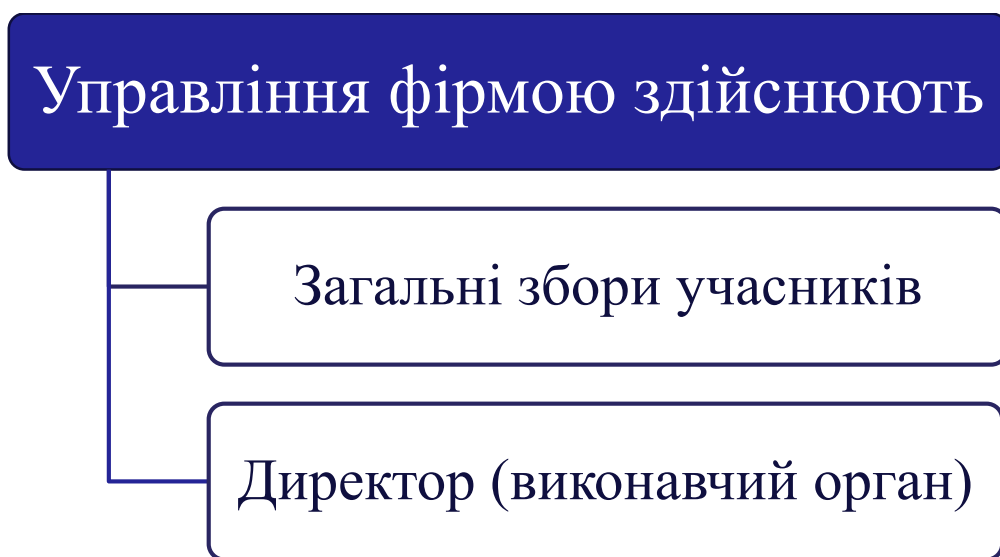 Управління фірмою здійснюють
Загальні збори учасників
Директор (виконавчий орган)